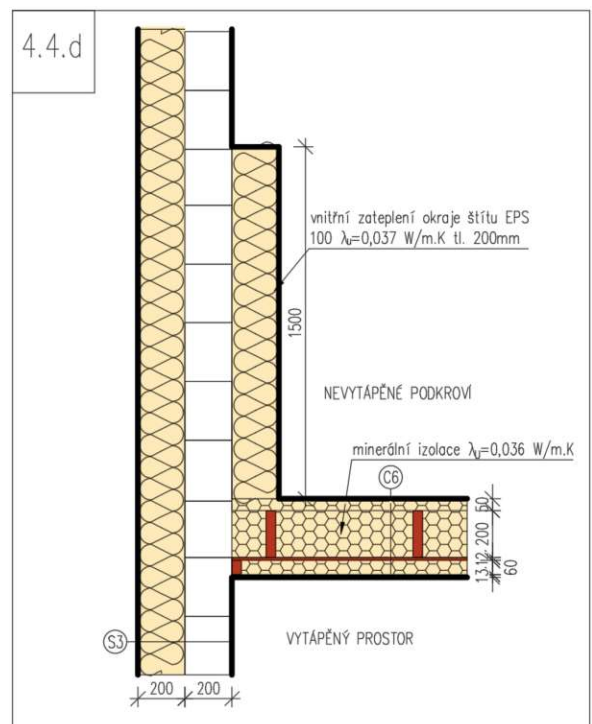 4.4.d
vnitřní zateplení okraje štítu EPS
100 λᵤ=0,037 W/m.K tl. 200mm
1500
NEVYTÁPĚNÉ PODKROVÍ
minerální izolace λᵤ=0,036 W/m.K
C6
50
200
13.12.
60
S3
VYTÁPĚNÝ PROSTOR
200 200